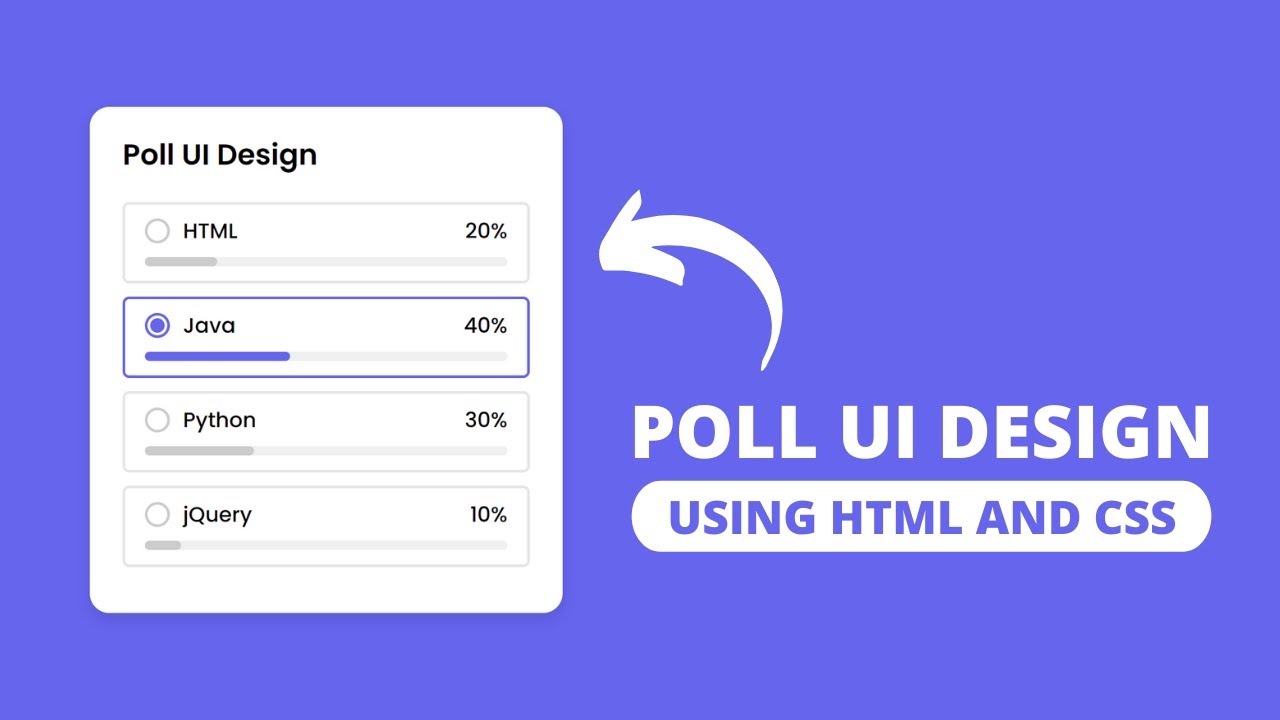 Poll UI Design
HTML 20%
Java 40%
Python 30%
jQuery 10%
POLL UI DESIGN
USING HTML AND CSS